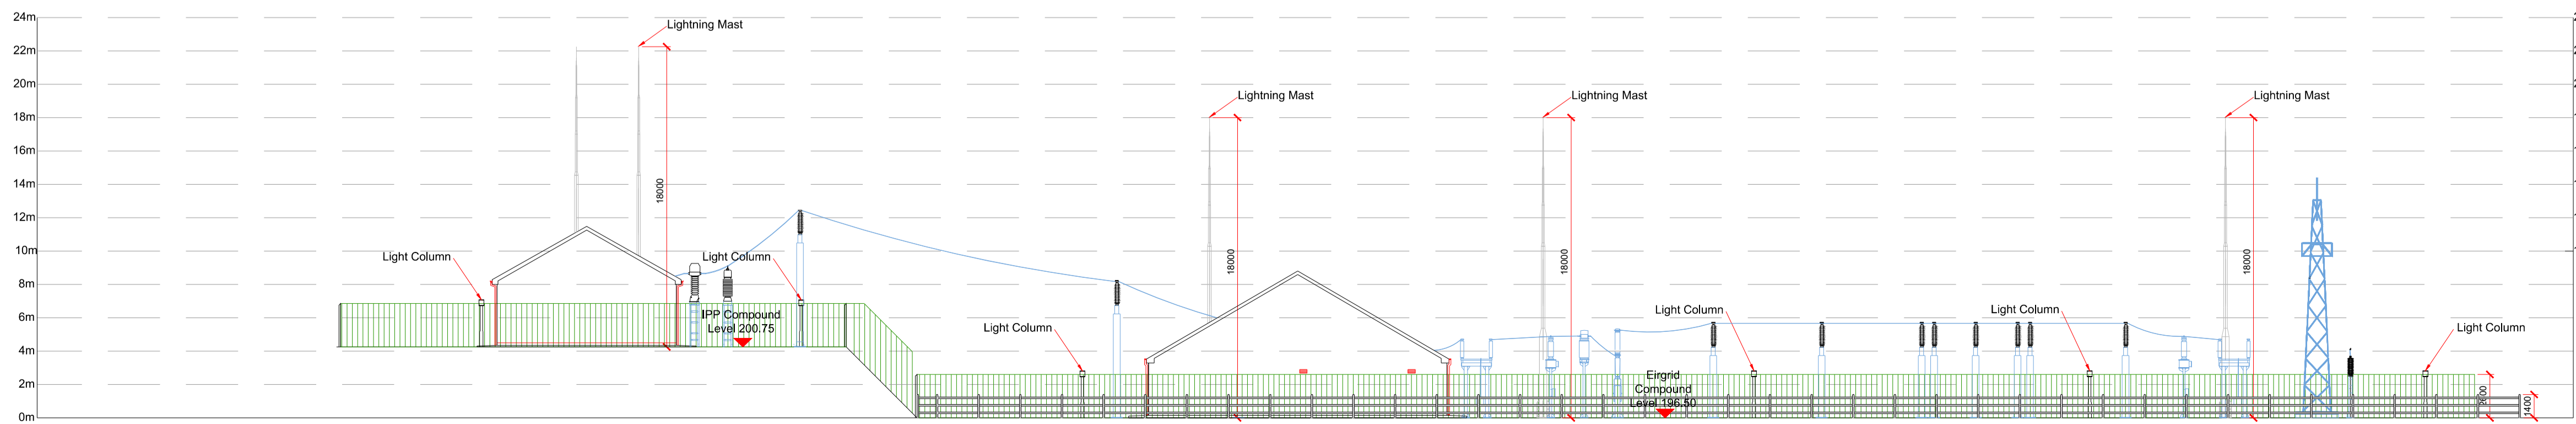 24m
22m
20m
18m
16m
14m
12m
10m
8m
6m
4m
2m
0m
Lightning Mast
18000
Light Column
Light Column
IPP Compound
Level 200.75
Light Column
Lightning Mast
18000
Lightning Mast
18000
Light Column
Eirgrid
Compound
Level 196.50
Light Column
Lightning Mast
18000
Light Column
2600
1400